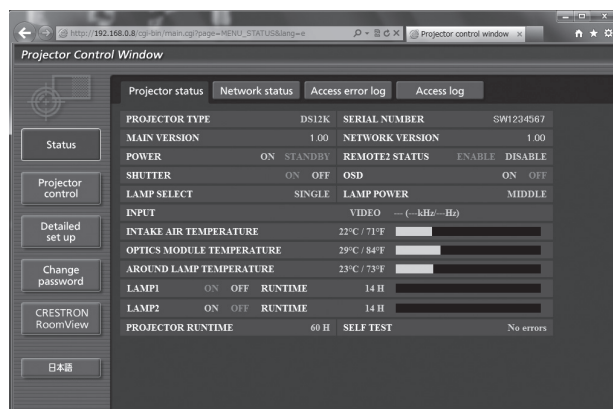 http://192.168.0.8/cgi-bin/main.cgi?page=MENU_STATUS&lang=e
Projector control window
Projector Control Window
Projector status Network status Access error log Access log
PROJECTOR TYPE DS12K SERIAL NUMBER SW1234567
MAIN VERSION 1.00 NETWORK VERSION 1.00
POWER ON STANDBY REMOTE2 STATUS ENABLE DISABLE
SHUTTER ON OFF OSD ON OFF
LAMP SELECT SINGLE LAMP POWER MIDDLE
INPUT VIDEO --- (---kHz/---Hz)
INTAKE AIR TEMPERATURE 22°C / 71°F
OPTICS MODULE TEMPERATURE 29°C / 84°F
AROUND LAMP TEMPERATURE 23°C / 73°F
LAMP1 ON OFF RUNTIME 14 H
LAMP2 ON OFF RUNTIME 14 H
PROJECTOR RUNTIME 60 H SELF TEST No errors
Status
Projector
control
Detailed
set up
Change
password
CRESTRON
RoomView
日本語